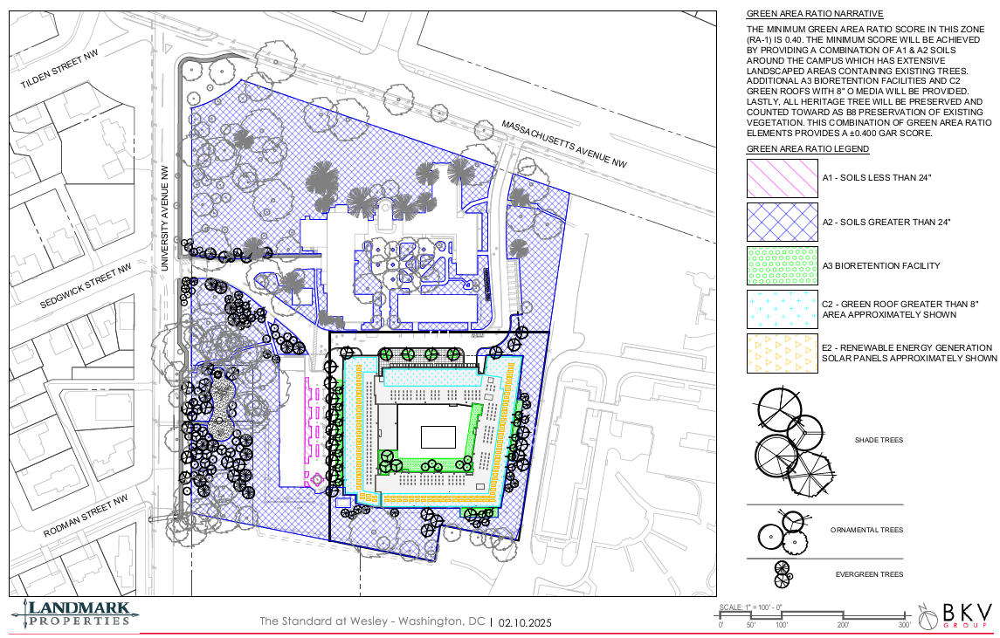 TILDEN STREET NW
MASSACHUSETTS AVENUE NW
UNIVERSITY AVENUE NW
SEDGWICK STREET NW
RODMAN STREET NW
GREEN AREA RATIO NARRATIVE
THE MINIMUM GREEN AREA RATIO SCORE IN THIS ZONE
(RA-1) IS 0.40. THE MINIMUM SCORE WILL BE ACHIEVED
BY PROVIDING A COMBINATION OF A1 & A2 SOILS
AROUND THE CAMPUS WHICH HAS EXTENSIVE
LANDSCAPED AREAS CONTAINING EXISTING TREES.
ADDITIONAL A3 BIORETENTION FACILITIES AND C2
GREEN ROOFS WITH 8" O MEDIA WILL BE PROVIDED.
LASTLY, ALL HERITAGE TREE WILL BE PRESERVED AND
COUNTED TOWARD AS B8 PRESERVATION OF EXISTING
VEGETATION. THIS COMBINATION OF GREEN AREA RATIO
ELEMENTS PROVIDES A ±0.400 GAR SCORE.
GREEN AREA RATIO LEGEND
A1 - SOILS LESS THAN 24"
A2 - SOILS GREATER THAN 24"
A3 BIORETENTION FACILITY
C2 - GREEN ROOF GREATER THAN 8"
AREA APPROXIMATELY SHOWN
E2 - RENEWABLE ENERGY GENERATION
SOLAR PANELS APPROXIMATELY SHOWN
SHADE TREES
ORNAMENTAL TREES
EVERGREEN TREES
LANDMARK
PROPERTIES
The Standard at Wesley - Washington, DC | 02.10.2025
SCALE: 1" = 100' - 0"
0' 50' 100' 200' 300'
BKV
GROUP